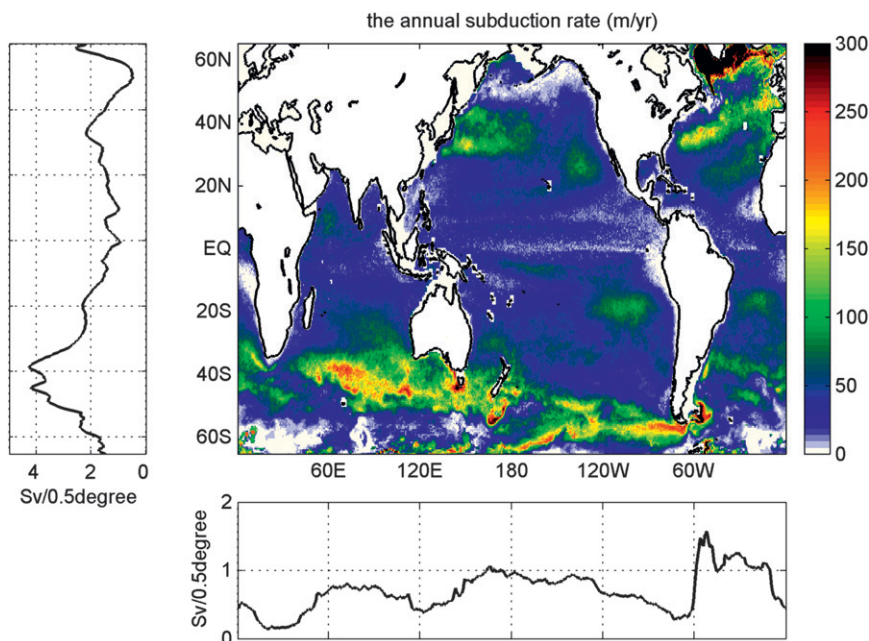 the annual subduction rate (m/yr)
60N
40N
20N
EQ
20S
40S
60S
60E 120E 180 120W 60W
300
250
200
150
100
50
0
5 4 2 0
Sv/0.5degree
2
1
0
Sv/0.5degree